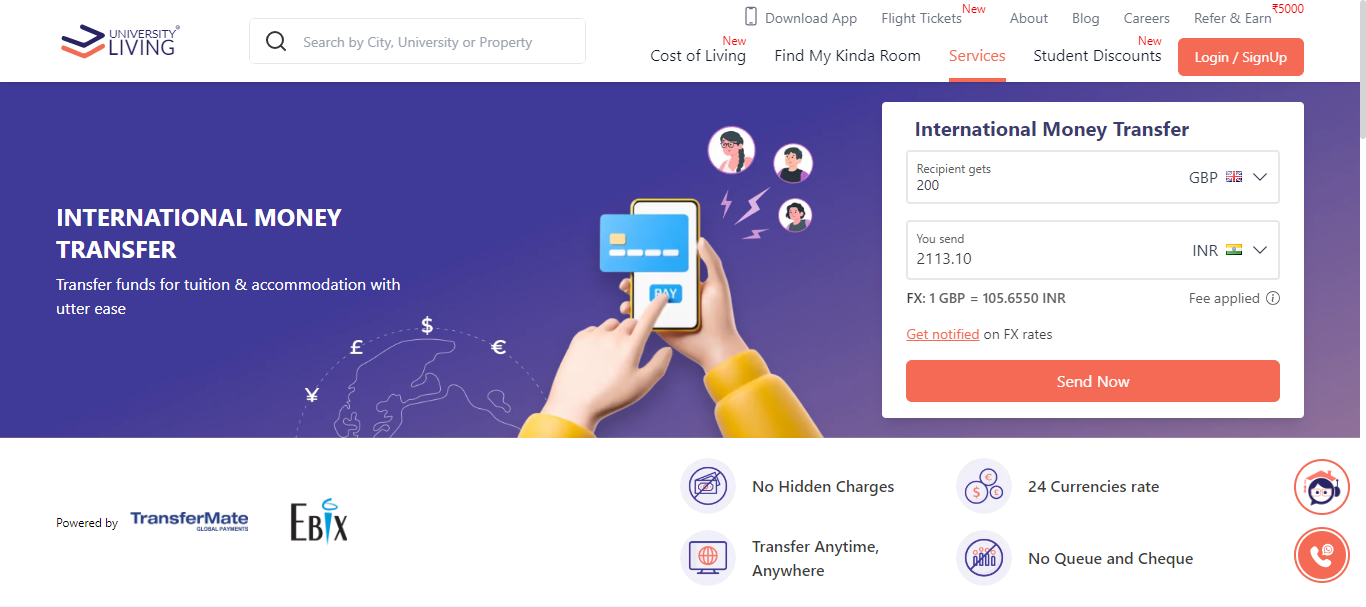 UNIVERSITY
LIVING
Search by City, University or Property
Download App
Flight Tickets
New
About
Blog
Careers
Refer & Earn
₹5000
Cost of Living
New
Find My Kinda Room
Services
Student Discounts
New
Login / SignUp
INTERNATIONAL MONEY
TRANSFER
Transfer funds for tuition & accommodation with
utter ease
¥
£
$
€
PAY
International Money Transfer
Recipient gets
200
GBP
You send
2113.10
INR
FX: 1 GBP = 105.6550 INR
Fee applied
Get notified on FX rates
Send Now
Powered by
TransferMate
GLOBAL PAYMENTS
EBIX
No Hidden Charges
24 Currencies rate
Transfer Anytime,
Anywhere
No Queue and Cheque